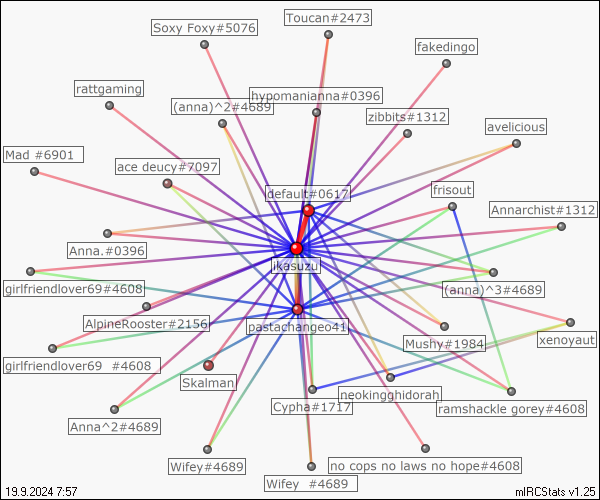 Toucan#2473
Soxy Foxy#5076
fakedingo
rattgaming
hypomanianna#0396
(anna)^2#4689
zibbits#1312
avelicious
Mad #6901
ace deucy#7097
default#0617
frisout
Annarchist#1312
Anna.#0396
ikasuzu
girlfriendlover69#4608
(anna)^3#4689
AlpineRooster#2156
pastachangeo41
Mushy#1984
xenoyaut
girlfriendlover69 #4608
Skalman
neokingghidorah
Cypha#1717
ramshackle gorey#4608
Anna^2#4689
Wifey#4689
no cops no laws no hope#4608
Wifey #4689
19.9.2024 7:57
mIRCStats v1.25